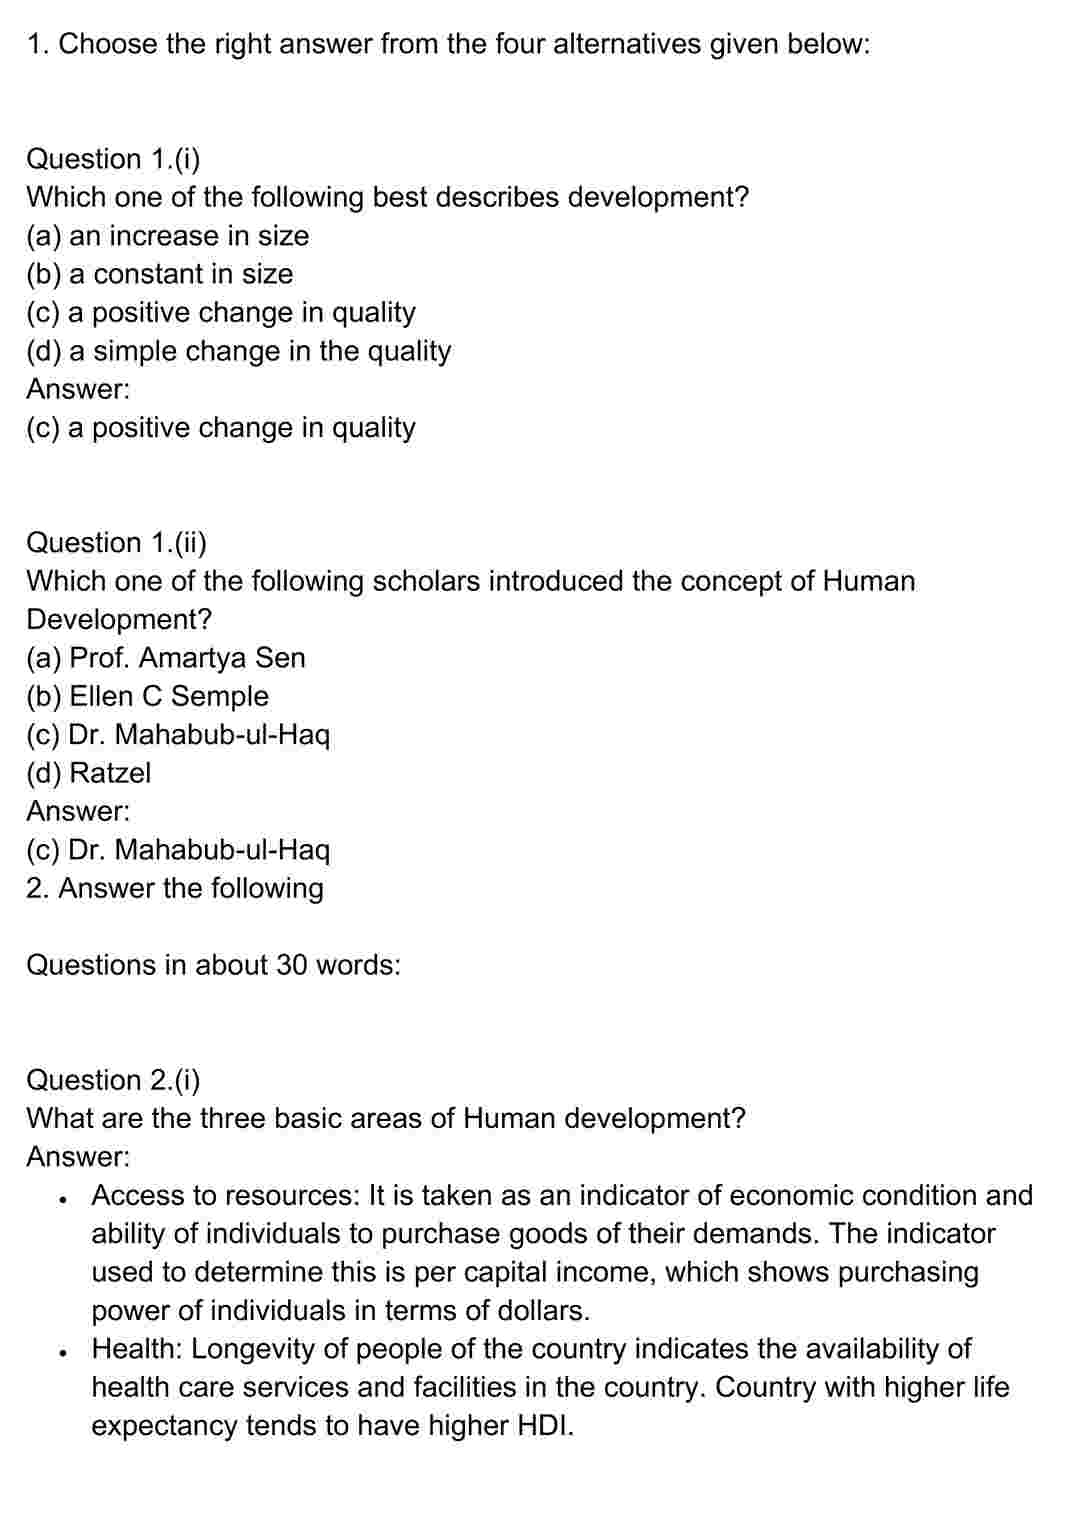 1. Choose the right answer from the four alternatives given below:
Question 1.(i)
Which one of the following best describes development?
(a) an increase in size
(b) a constant in size
(c) a positive change in quality
(d) a simple change in the quality
Answer:
(c) a positive change in quality
Question 1.(ii)
Which one of the following scholars introduced the concept of Human
Development?
(a) Prof. Amartya Sen
(b) Ellen C Semple
(c) Dr. Mahabub-ul-Haq
(d) Ratzel
Answer:
(c) Dr. Mahabub-ul-Haq
2. Answer the following
Questions in about 30 words:
Question 2.(i)
What are the three basic areas of Human development?
Answer:
• Access to resources: It is taken as an indicator of economic condition and
ability of individuals to purchase goods of their demands. The indicator
used to determine this is per capital income, which shows purchasing
power of individuals in terms of dollars.
• Health: Longevity of people of the country indicates the availability of
health care services and facilities in the country. Country with higher life
expectancy tends to have higher HDI.